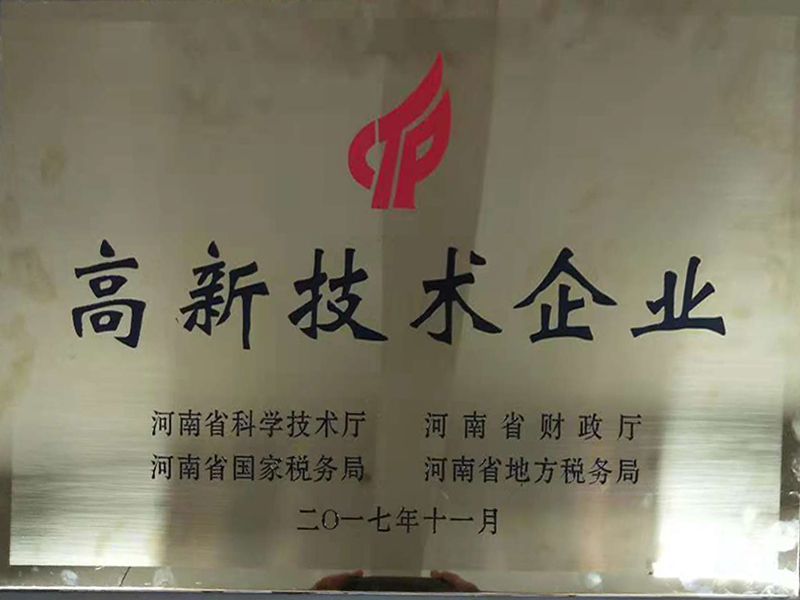 CTP
高新技术企业
河南省科学技术厅 河南省财政厅
河南省国家税务局 河南省地方税务局
二〇一七年十一月